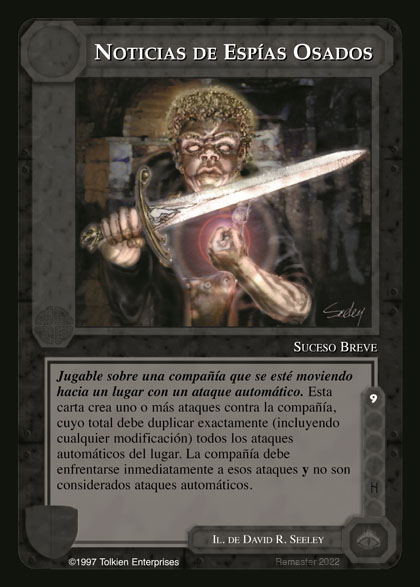 Noticias de Espías Osados
Seeley
Suceso Breve
Jugable sobre una compañía que se esté moviendo
hacia un lugar con un ataque automático. Esta
carta crea uno o más ataques contra la compañía,
cuyo total debe duplicar exactamente (incluyendo
cualquier modificación) todos los ataques
automáticos del lugar. La compañía debe
enfrentarse inmediatamente a esos ataques y no son
considerados ataques automáticos.
9
H
Il. de David R. Seeley
©1997 Tolkien Enterprises
Remaster 2022